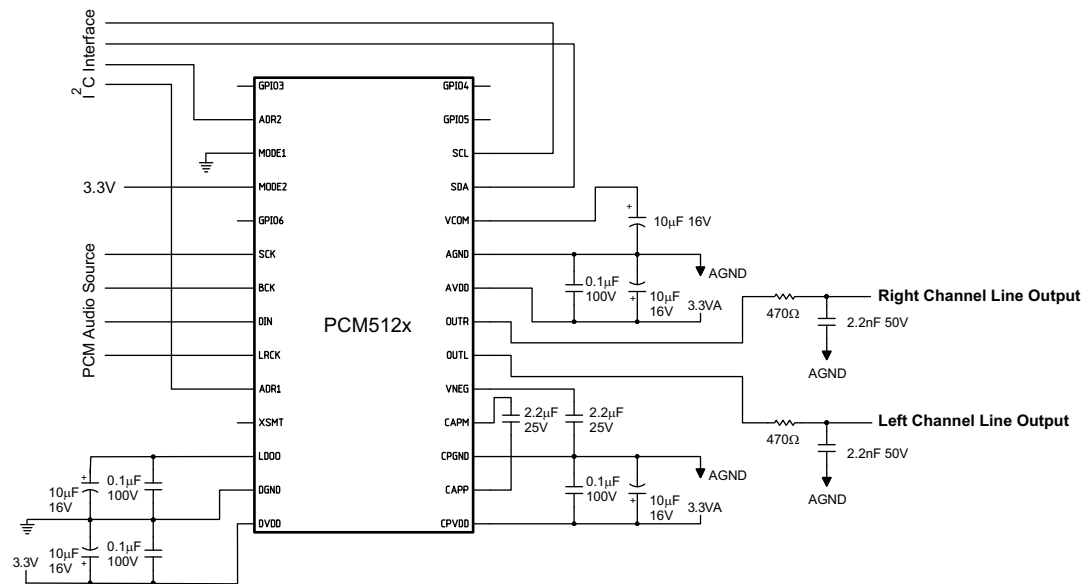 I2C Interface
GPIO3
GPIO4
ADR2
GPIO5
MODE1
SCL
3.3V
MODE2
SDA
GPIO6
VCOM
+
10µF 16V
PCM Audio Source
SCK
AGND
AGND
BCK
AVDD
0.1µF
100V
10µF
16V
+
3.3VA
DIN
PCM512x
OUTR
470Ω
Right Channel Line Output
2.2nF 50V
AGND
LRCK
OUTL
ADR1
VNEG
XSMT
CAPM
2.2µF
25V
2.2µF
25V
470Ω
Left Channel Line Output
2.2nF 50V
AGND
LDOO
CPGND
AGND
+
10µF
16V
0.1µF
100V
DGND
CAPP
0.1µF
100V
10µF
16V
+
3.3VA
DVDD
CPVDD
3.3V
10µF
16V
+
0.1µF
100V